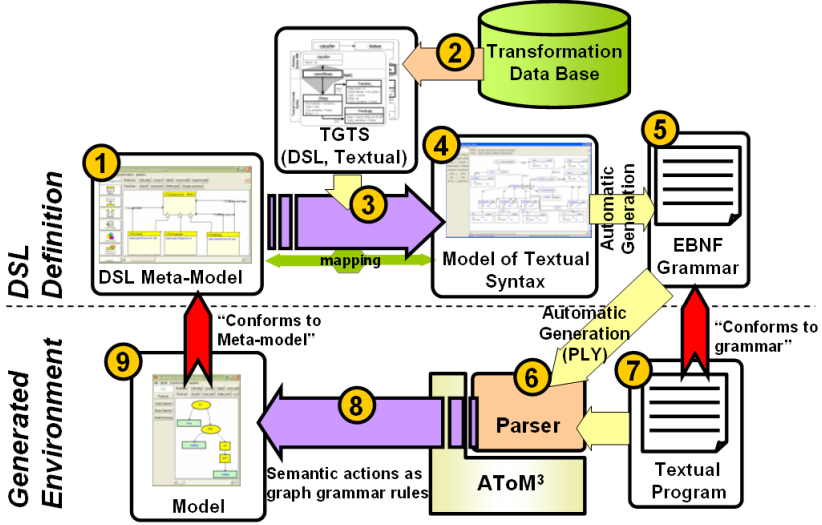 2
Transformation
Data Base
TGTS
(DSL, Textual)
1
3
4
5
DSL Meta-Model
mapping
Model of Textual
Syntax
Automatic
Generation
EBNF
Grammar
DSL
Definition
“Conforms to
Meta-model”
Automatic
Generation
(PLY)
“Conforms to
grammar”
Generated
Environment
9
8
6
7
Parser
Model
Semantic actions as
graph grammar rules
AToM³
Textual
Program